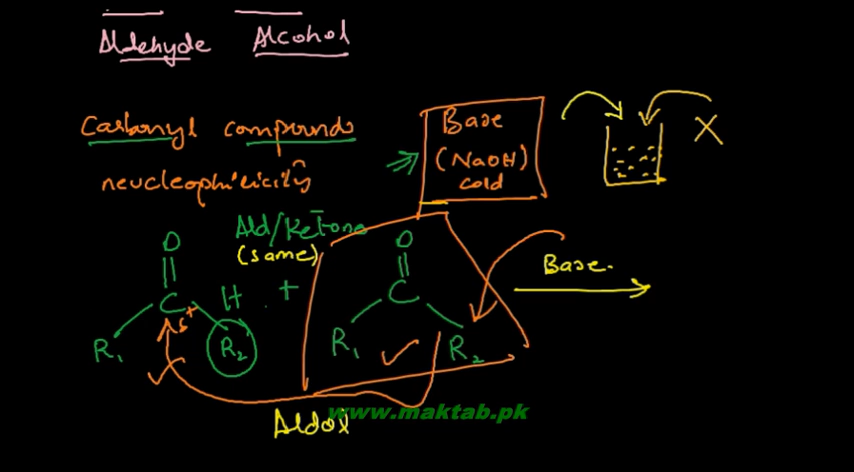 Aldehyde Alcohol
Carbonyl compounds
neucleophilicity
Base
(NaOH)
cold
X
Ald/Ketone
(same)
O
O
C δ+ H + C
Base.
R1 R2 R1 R2
www.maktab.pk
Aldol